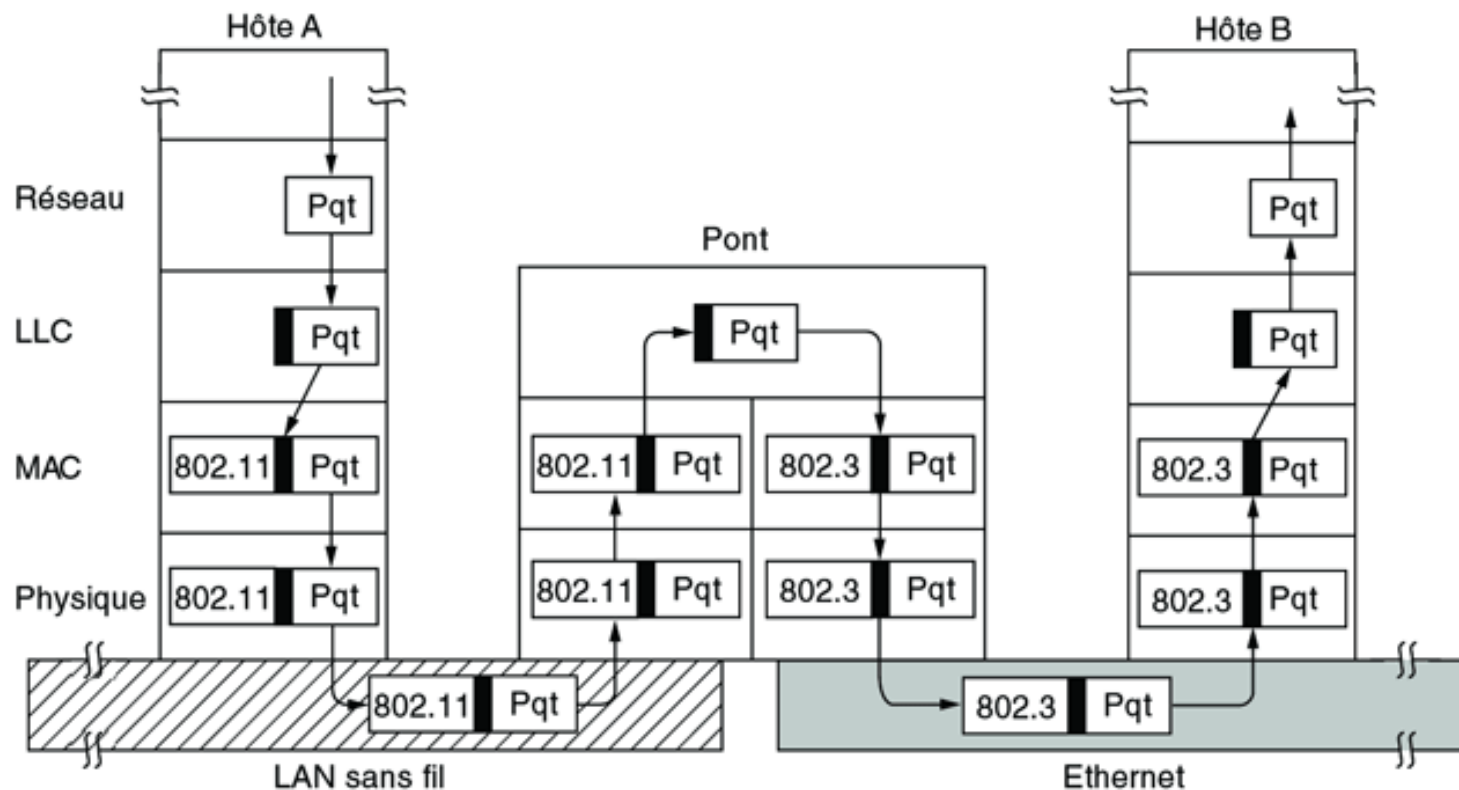 Hôte A
Hôte B
Réseau
Pqt
Pqt
Pont
LLC
Pqt
Pqt
Pqt
MAC
802.11 Pqt
802.11 Pqt
802.3 Pqt
802.3 Pqt
Physique
802.11 Pqt
802.11 Pqt
802.3 Pqt
802.3 Pqt
802.11 Pqt
802.3 Pqt
LAN sans fil
Ethernet